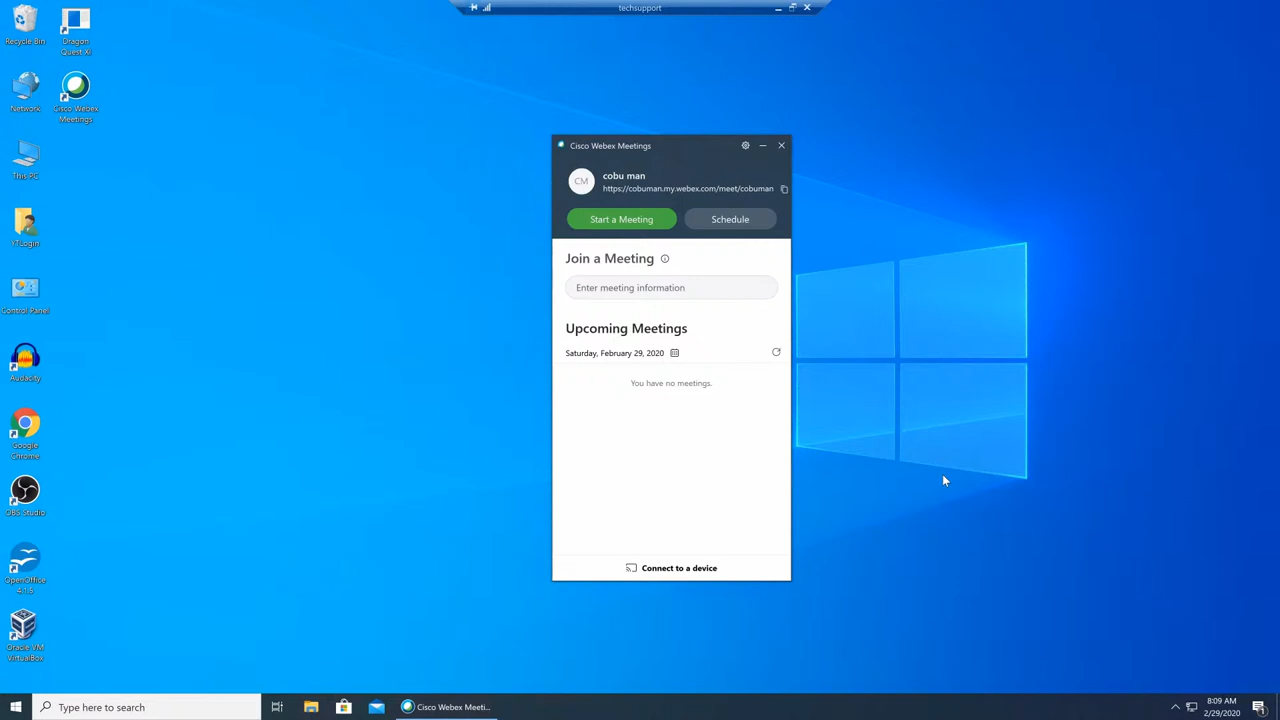 techsupport
Recycle Bin
Dragon
Quest XI
Network
Cisco Webex
Meetings
This PC
YTLogin
Control Panel
Audacity
Google
Chrome
OBS Studio
OpenOffice
4.1.6
Oracle VM
VirtualBox
Cisco Webex Meetings
CM
cobu man
https://cobuman.my.webex.com/meet/cobuman
Start a Meeting
Schedule
Join a Meeting
Enter meeting information
Upcoming Meetings
Saturday, February 29, 2020
You have no meetings.
Connect to a device
Type here to search
Cisco Webex Meeti...
8:09 AM
2/29/2020
1